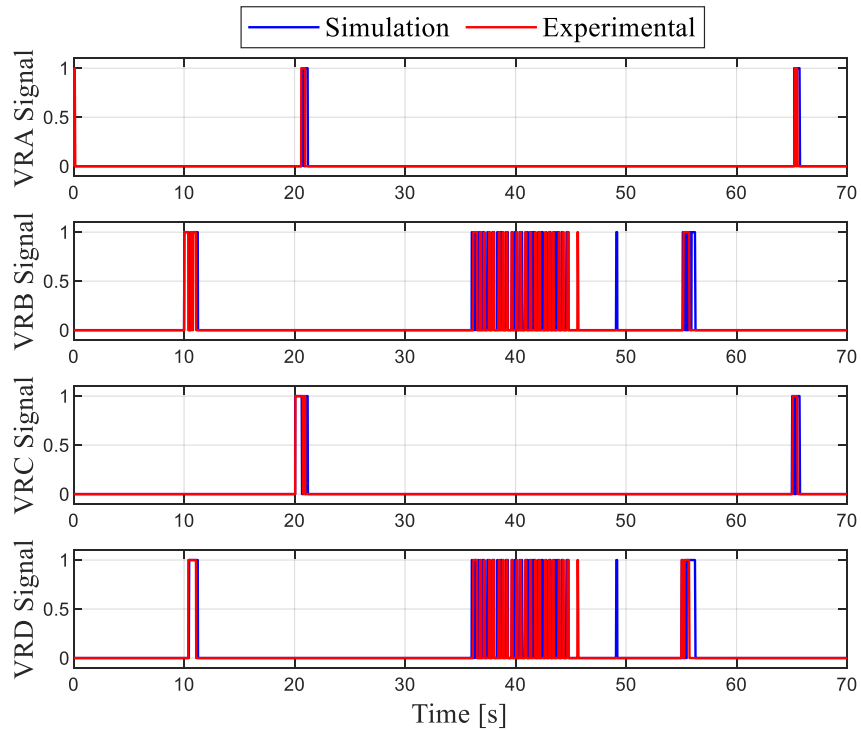 Simulation Experimental
VRA Signal
1
0.5
0
0 10 20 30 40 50 60 70
VRB Signal
1
0.5
0
0 10 20 30 40 50 60 70
VRC Signal
1
0.5
0
0 10 20 30 40 50 60 70
VRD Signal
1
0.5
0
0 10 20 30 40 50 60 70
Time [s]